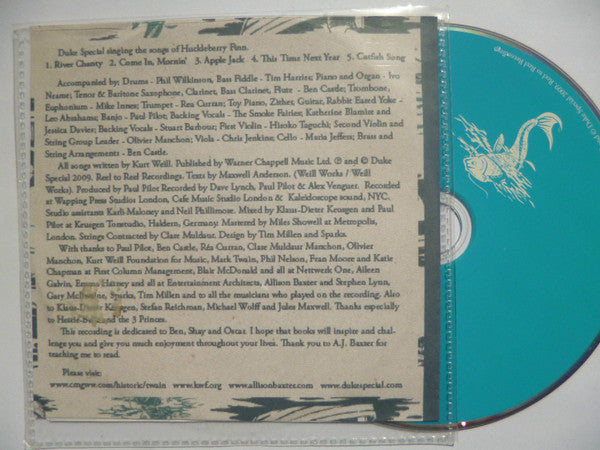 Duke Special singing the songs of Huckleberry Finn.
1. River Chanty 2. Come In, Mornin' 3. Apple Jack 4. This Time Next Year 5. Catfish Song
Accompanied by; Drums - Phil Wilkinson, Bass Fiddle - Tim Harries; Piano and Organ - Ivo
Neame; Tenor & Baritone Saxophone, Clarinet, Bass Clarinet, Flute - Ben Castle; Trombone,
Euphonium - Mike Innes; Trumpet - Rea Curran; Toy Piano, Zither, Guitar, Rabbit Eared Yoke -
Leo Abrahams; Banjo - Paul Pilot; Backing Vocals - The Smoke Fairies; Katherine Blamire and
Jessica Davies; Backing Vocals - Stuart Barbour; First Violin - Hiroko Taguchi; Second Violin and
String Group Leader - Olivier Manchon; Viola - Chris Jenkins; Cello - Maria Jeffers; Brass and
String Arrangements - Ben Castle.
All songs written by Kurt Weill. Published by Warner Chappell Music Ltd. ℗ and © Duke
Special 2009. Reel to Reel Recordings. Texts by Maxwell Anderson. (Weill Works / Weill
Works). Produced by Paul Pilot Recorded by Dave Lynch, Paul Pilot & Alex Venguer. Recorded
at Wapping Press Studios London, Cafe Music Studio London & Kaleidoscope sound, NYC.
Studio assistants Karli Maloney and Neil Phillimore. Mixed by Klaus-Dieter Keusgen and Paul
Pilot at Keusgen Tonstudio, Haldern, Germany. Mastered by Miles Showell at Metropolis,
London. Strings Contracted by Clare Muldaur. Design by Tim Millen and Sparks.
With thanks to Paul Pilot, Ben Castle, Réa Curran, Clare Muldaur Manchon, Olivier
Manchon, Kurt Weill Foundation for Music, Mark Twain, Phil Nelson, Fran Moore and Katie
Chapman at First Column Management, Blair McDonald and all at Nettwerk One, Aileen
Galvin, Emma Harney and all at Entertainment Architects, Allison Baxter and Stephen Lynn,
Gary Sparks, Tim Millen and to all the musicians who played on the recording. Also
to Klaus-Dieter Keusgen, Stefan Reichman, Michael Wolff and Jules Maxwell. Thanks especially
to and the 3 Princes.
This recording is dedicated to Ben, Shay and Oscar. I hope that books will inspire and chal-
lenge you and give you much enjoyment throughout your lives. Thank you to A.J. Baxter for
teaching me to read.
Please visit:
www.cmgww.com/historic/twain www.kwf.org www.allisonbaxter.com www.dukespecial.com
℗ © Duke Special 2009 Reel to Reel Recordings